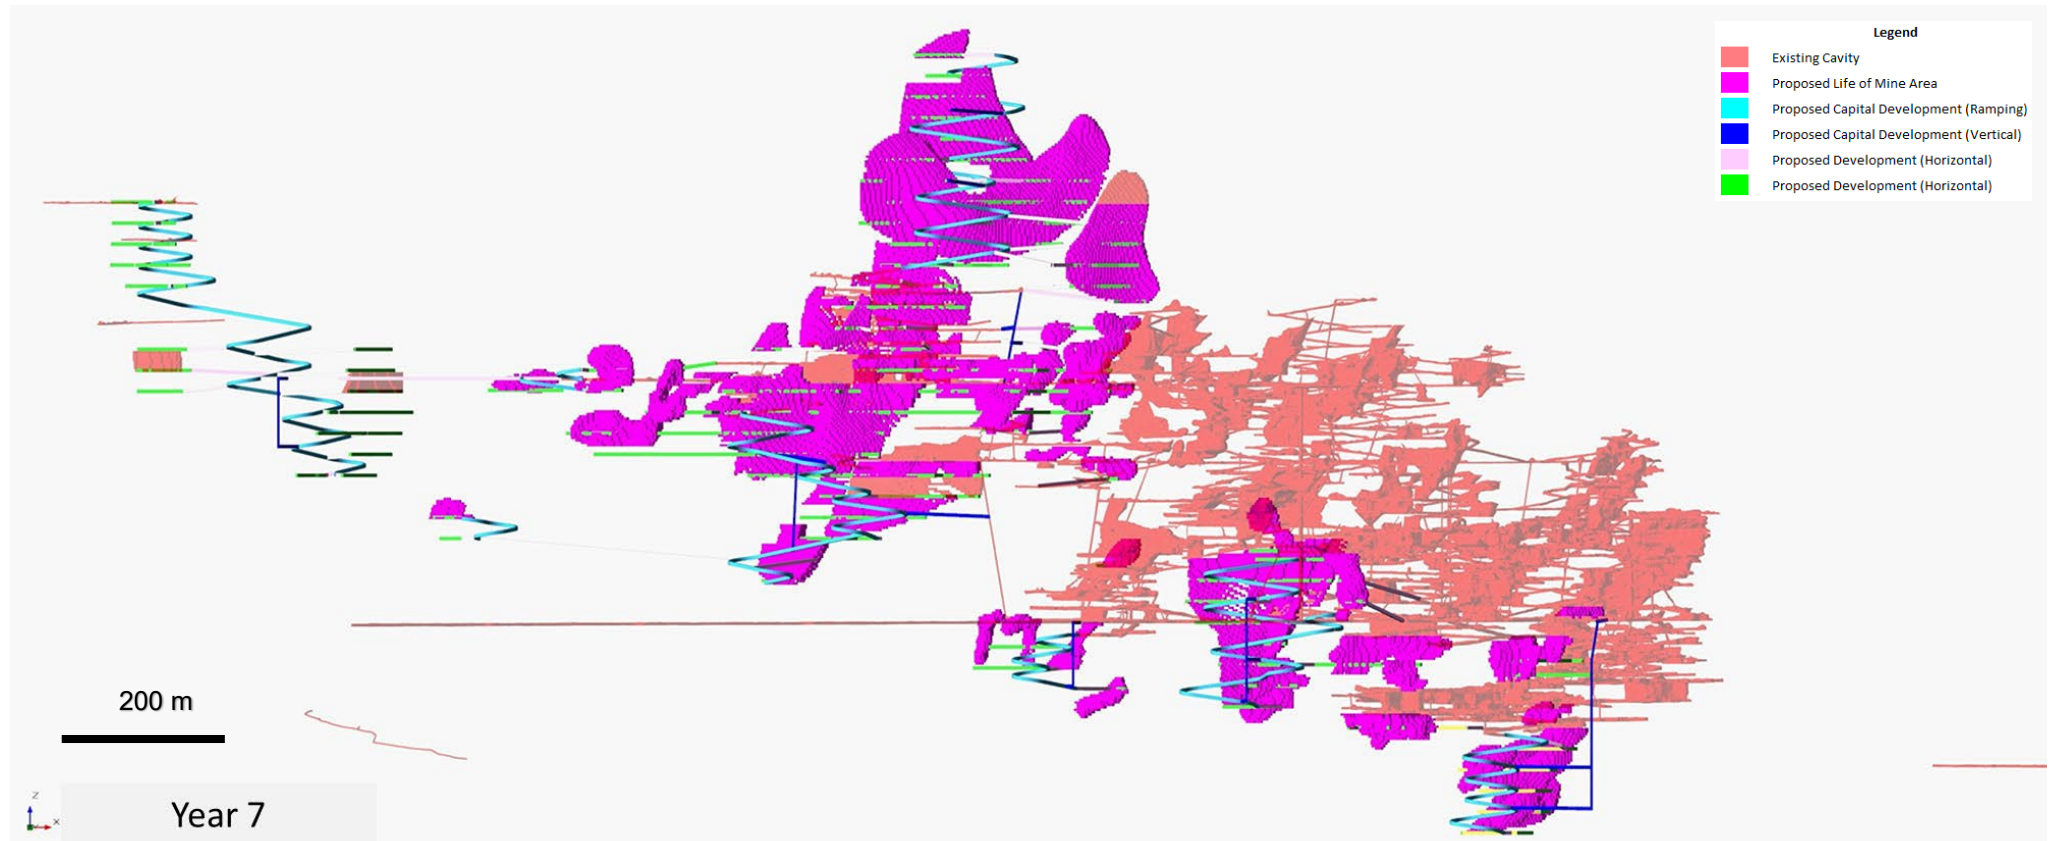 Legend
Existing Cavity
Proposed Life of Mine Area
Proposed Capital Development (Ramping)
Proposed Capital Development (Vertical)
Proposed Development (Horizontal)
Proposed Development (Horizontal)
200 m
Z
X
Year 7